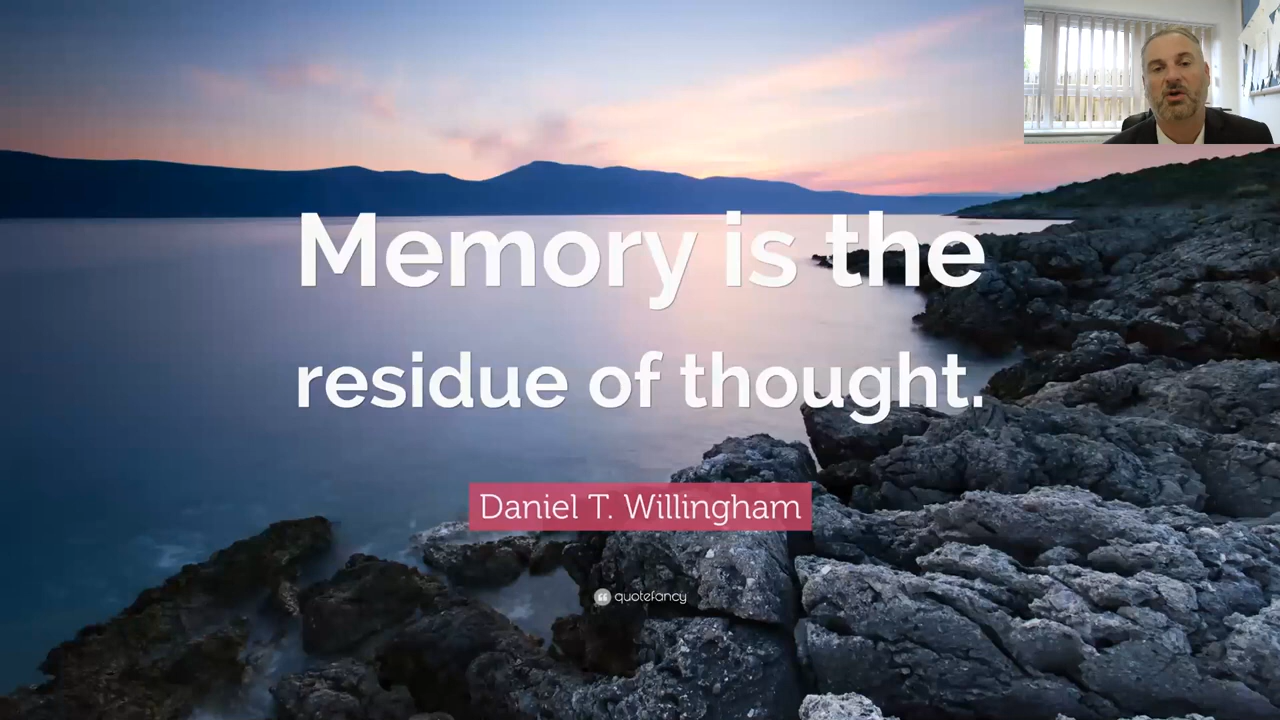 Memory is the
residue of thought.
Daniel T. Willingham
quotefancy